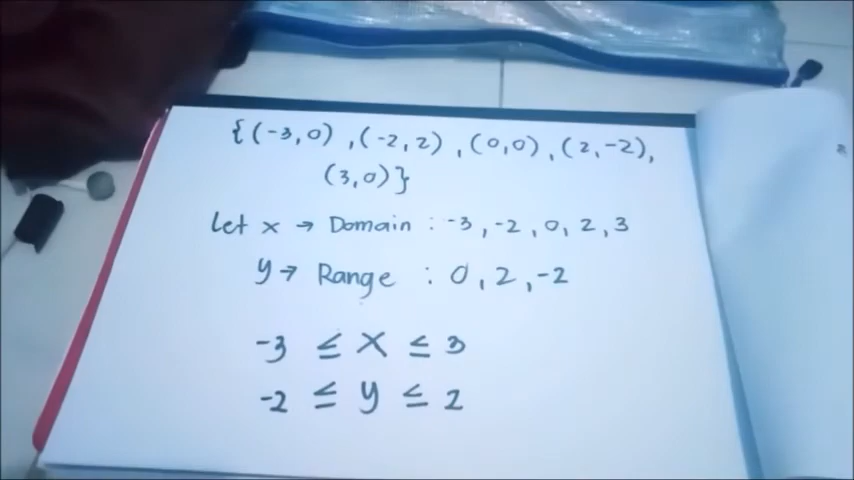 {(-3,0) ,(-2,2) ,(0,0) ,(2,-2),
(3,0)}
Let x → Domain : -3, -2, 0, 2, 3
y → Range : 0, 2, -2
-3 ≤ x ≤ 3
-2 ≤ y ≤ 2